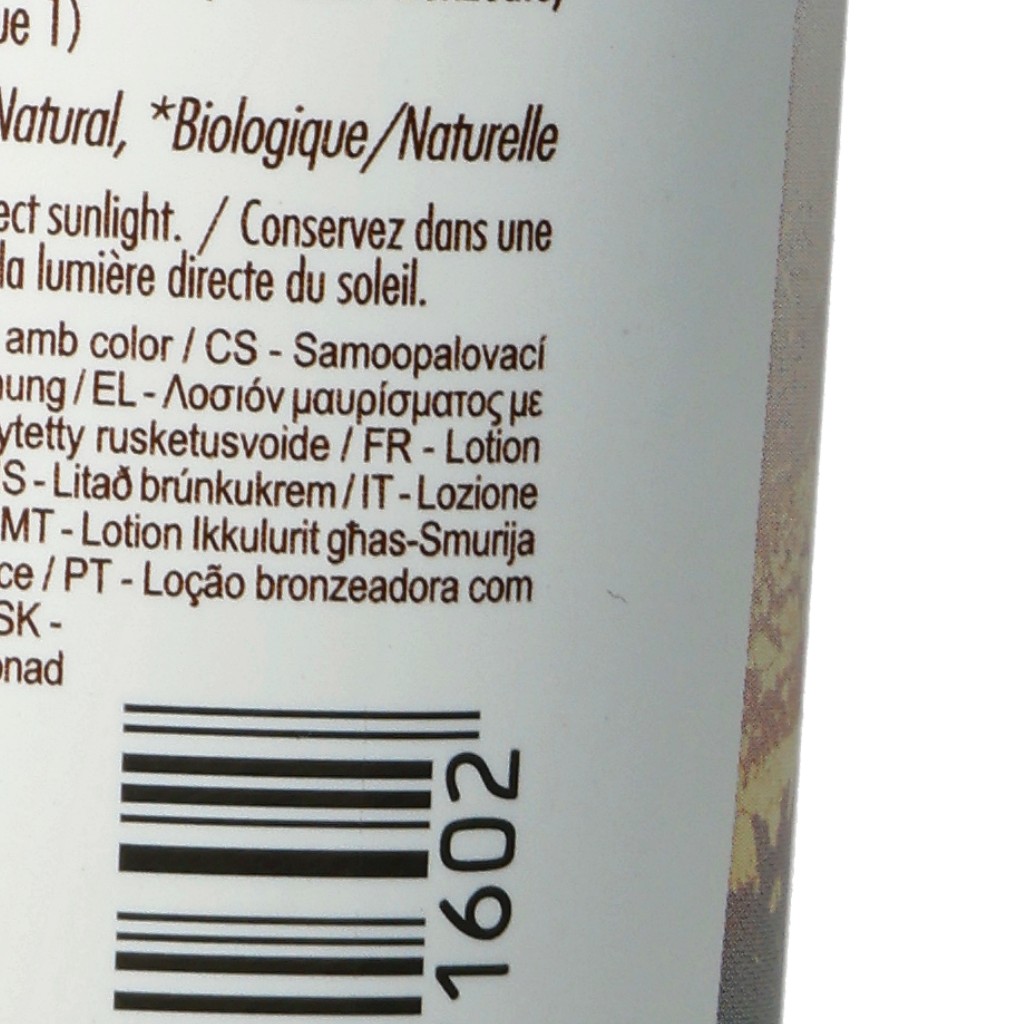 ue 1)
Natural, *Biologique/Naturelle
ect sunlight. / Conservez dans une
la lumière directe du soleil.
amb color / CS - Samoopalovací
nung / EL - Λοσιόν μαυρίσματος με
ytetty rusketusvoide / FR - Lotion
S - Litað brúnkukrem / IT - Lozione
MT - Lotion Ikkulurit għas-Smurija
ce / PT - Loção bronzeadora com
SK -
onad
1602